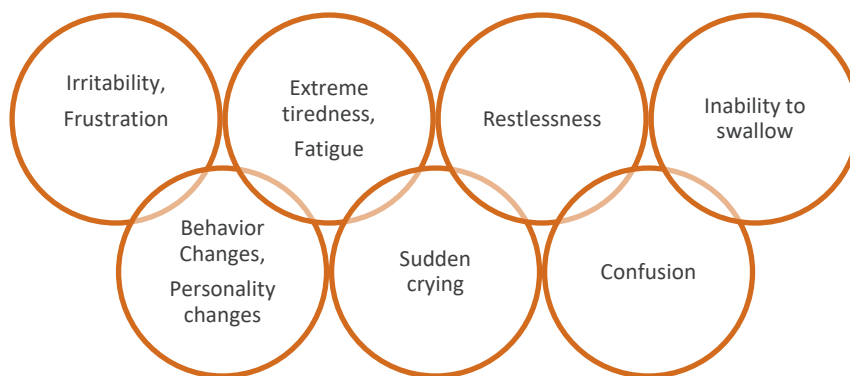 Irritability,
Frustration
Extreme
tiredness,
Fatigue
Restlessness
Inability to
swallow
Behavior
Changes,
Personality
changes
Sudden
crying
Confusion